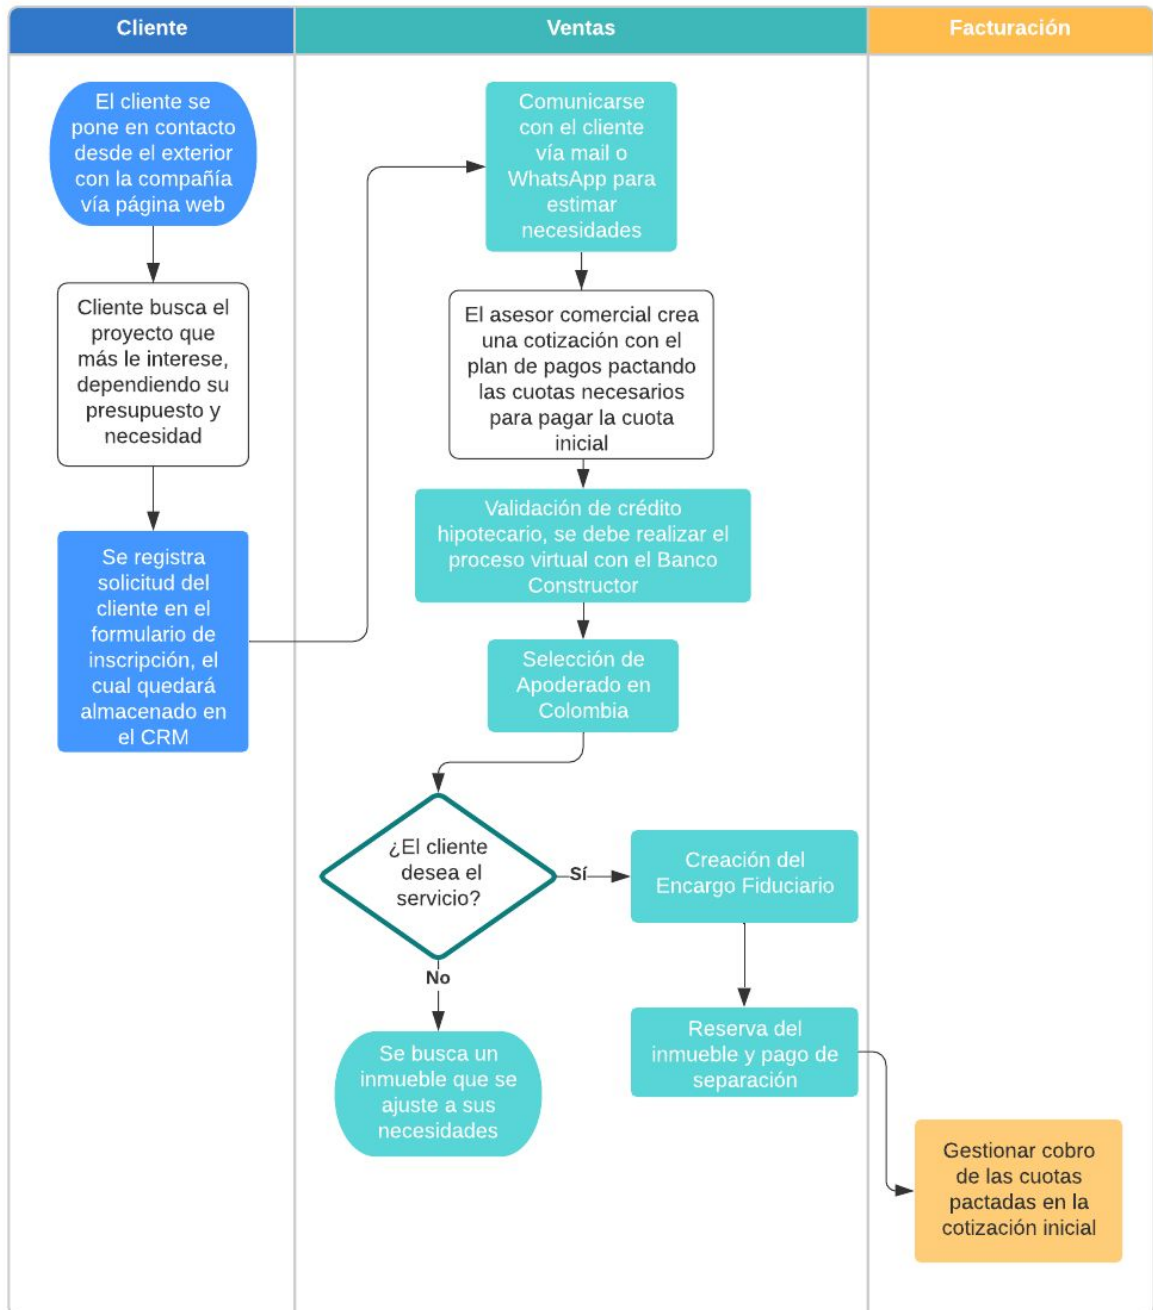 Cliente
Ventas
Facturación
El cliente se
pone en contacto
desde el exterior
con la compañía
vía página web
Cliente busca el
proyecto que
más le interese,
dependiendo su
presupuesto y
necesidad
Se registra
solicitud del
cliente en el
formulario de
inscripción, el
cual quedará
almacenado en
el CRM
Comunicarse
con el cliente
vía mail o
WhatsApp para
estimar
necesidades
El asesor comercial crea
una cotización con el
plan de pagos pactando
las cuotas necesarios
para pagar la cuota
inicial
Validación de crédito
hipotecario, se debe realizar el
proceso virtual con el Banco
Constructor
Selección de
Apoderado en
Colombia
¿El cliente
desea el
servicio?
Sí
Creación del
Encargo Fiduciario
No
Se busca un
inmueble que se
ajuste a sus
necesidades
Reserva del
inmueble y pago de
separación
Gestionar cobro
de las cuotas
pactadas en la
cotización inicial